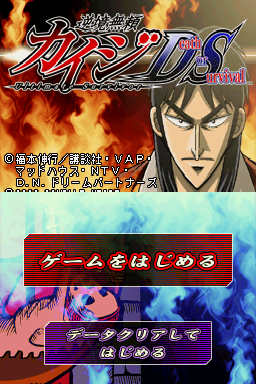 逆境無頼
カイジ
Death or Survival
©福本伸行／講談社・VAP・
マッドハウス・NTV・
D.N.ドリームパートナーズ
ゲームをはじめる
データクリアして
はじめる